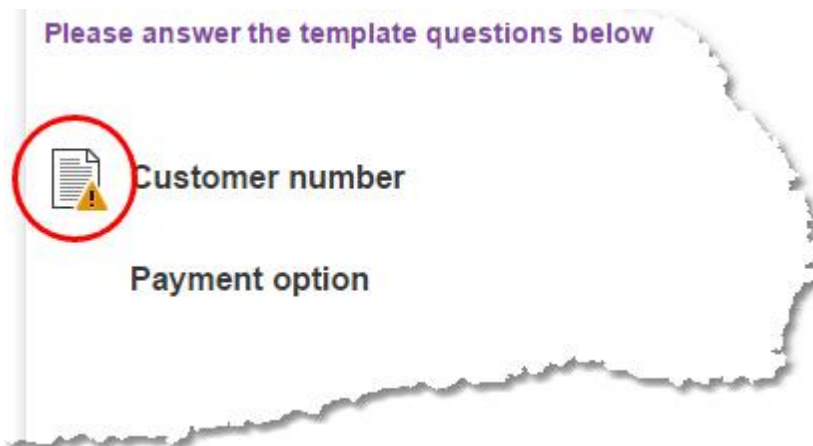 Please answer the template questions below
Customer number
Payment option